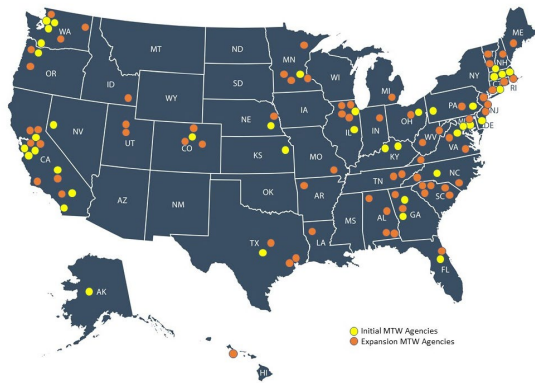 WA
MT
ND
MN
ME
OR
ID
SD
WI
MI
NY
NH
RI
WY
NE
IA
PA
NJ
NV
UT
CO
IL
IN
OH
DE
CA
KS
MO
KY
WV
VA
AZ
NM
OK
AR
TN
NC
SC
TX
LA
MS
AL
GA
FL
AK
HI
Initial MTW Agencies
Expansion MTW Agencies